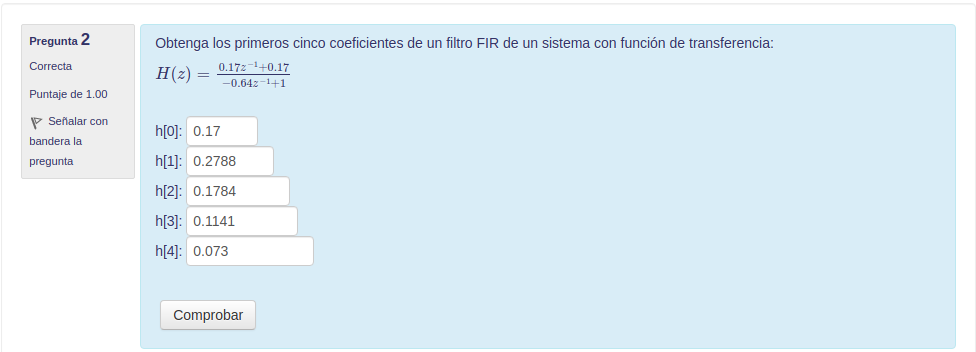 Pregunta 2
Correcta
Puntaje de 1.00
Señalar con
bandera la
pregunta
Obtenga los primeros cinco coeficientes de un filtro FIR de un sistema con función de transferencia:
H(z) = (0.17z⁻¹+0.17)/(−0.64z⁻¹+1)
h[0]: 0.17
h[1]: 0.2788
h[2]: 0.1784
h[3]: 0.1141
h[4]: 0.073
Comprobar